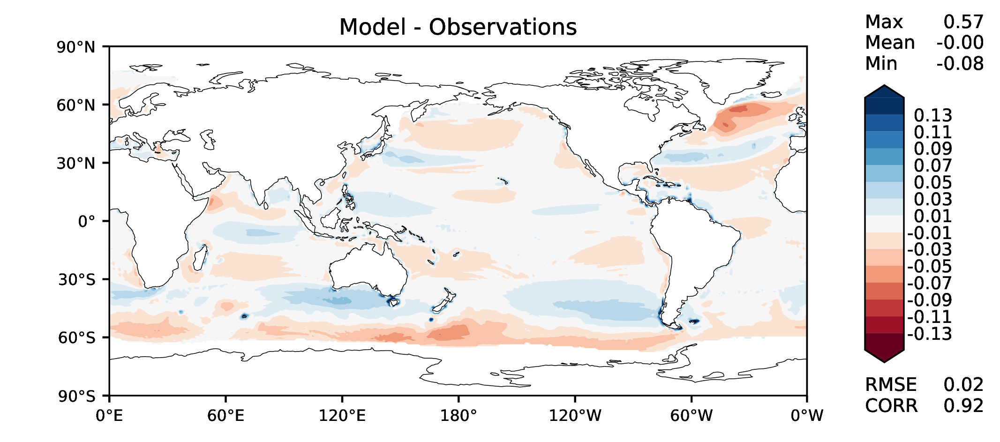 Model - Observations
Max 0.57
Mean -0.00
Min -0.08
90°N
60°N
30°N
0°
30°S
60°S
90°S
0°E 60°E 120°E 180° 120°W 60°W 0°W
0.13
0.11
0.09
0.07
0.05
0.03
0.01
-0.01
-0.03
-0.05
-0.07
-0.09
-0.11
-0.13
RMSE 0.02
CORR 0.92